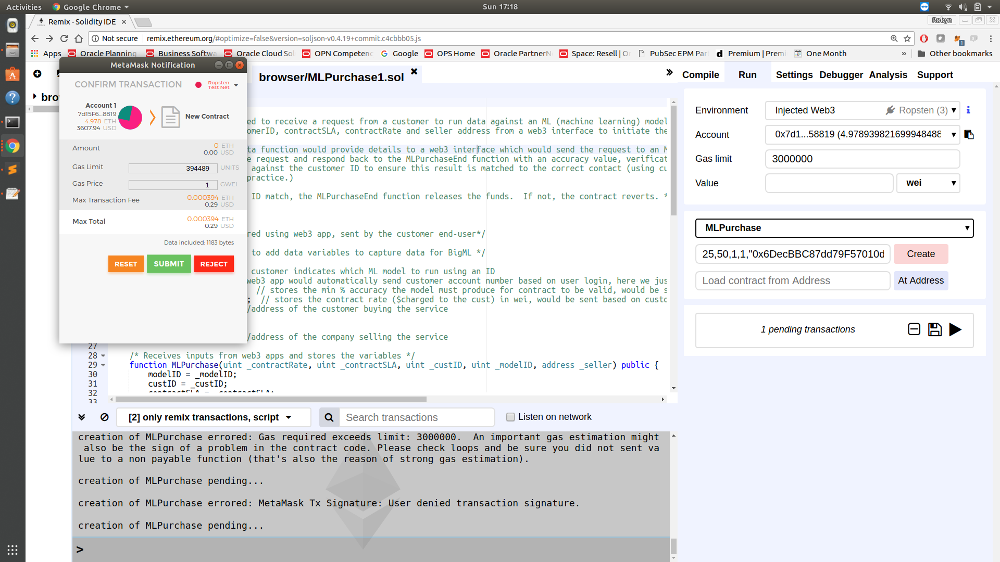 Activities
Google Chrome
Sun 17:18
Remix - Solidity IDE
Robyn
Not secure
remix.ethereum.org/#optimize=false&version=soljson-v0.4.19+commit.c4cbbb05.js
Apps
Oracle Planning
Business Softwa
Oracle Cloud Sol
OPN Competenc
Google
OPS Home
Oracle PartnerN
Space: Resell | O
PubSec EPM Par
Premium | Premi
One Month
»
Other bookmarks
MetaMask Notification
CONFIRM TRANSACTION
Ropsten
Test Net
Account 1
7d15F6...8819
4.978 ETH
3607.94 USD
New Contract
Amount
0 ETH
0.00 USD
Gas Limit
394489 UNITS
Gas Price
1 GWEI
Max Transaction Fee
0.000394 ETH
0.29 USD
Max Total
0.000394 ETH
0.29 USD
Data included: 1183 bytes
RESET
SUBMIT
REJECT
bro
browser/MLPurchase1.sol
ed to receive a request from a customer to run data against an ML (machine learning) model
omerID, contractSLA, contractRate and seller address from a web3 interface to initiate the
ta function would provide details to a web3 interface which would send the request to an M
e request and respond back to the MLPurchaseEnd function with an accuracy value, verificat
against the customer ID to ensure this result is matched to the correct contact (using cu
practice.)
ID match, the MLPurchaseEnd function releases the funds.  If not, the contract reverts. *
red using web3 app, sent by the customer end-user*/
to add data variables to capture data for BigML */
customer indicates which ML model to run using an ID
web3 app would automatically send customer account number based on user login, here we jus
// stores the min % accuracy the model must produce for contract to be valid, would be s
;  // stores the contract rate ($charged to the cust) in wei, would be sent based on custo
/address of the customer buying the service
/address of the company selling the service
27
28 /* Receives inputs from web3 apps and stores the variables */
29 function MLPurchase(uint _contractRate, uint _contractSLA, uint _custID, uint _modelID, address _seller) public {
30 modelID = _modelID;
31 custID = _custID;
32 contractSLA = _contractSLA;
33
[2] only remix transactions, script
Search transactions
Listen on network
creation of MLPurchase errored: Gas required exceeds limit: 3000000.  An important gas estimation might
also be the sign of a problem in the contract code. Please check loops and be sure you did not sent va
lue to a non payable function (that's also the reason of strong gas estimation).
creation of MLPurchase pending...
creation of MLPurchase errored: MetaMask Tx Signature: User denied transaction signature.
creation of MLPurchase pending...
>
Compile
Run
Settings
Debugger
Analysis
Support
Environment
Injected Web3
Ropsten (3)
Account
0x7d1...58819 (4.978939821699948488
Gas limit
3000000
Value
wei
MLPurchase
25,50,1,1,"0x6DecBBC87dd79F57010d
Create
Load contract from Address
At Address
1 pending transactions